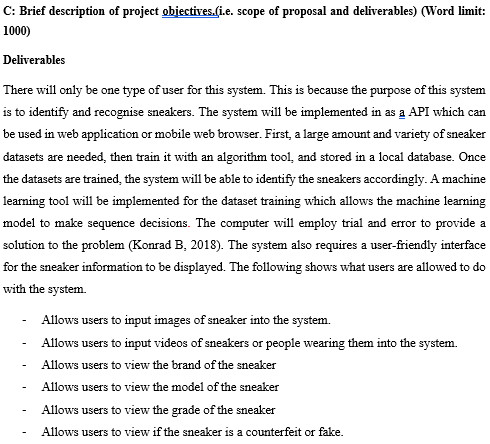 C: Brief description of project objectives.(i.e. scope of proposal and deliverables) (Word limit:
1000)
Deliverables
There will only be one type of user for this system. This is because the purpose of this system
is to identify and recognise sneakers. The system will be implemented in as a API which can
be used in web application or mobile web browser. First, a large amount and variety of sneaker
datasets are needed, then train it with an algorithm tool, and stored in a local database. Once
the datasets are trained, the system will be able to identify the sneakers accordingly. A machine
learning tool will be implemented for the dataset training which allows the machine learning
model to make sequence decisions. The computer will employ trial and error to provide a
solution to the problem (Konrad B, 2018). The system also requires a user-friendly interface
for the sneaker information to be displayed. The following shows what users are allowed to do
with the system.
- Allows users to input images of sneaker into the system.
- Allows users to input videos of sneakers or people wearing them into the system.
- Allows users to view the brand of the sneaker
- Allows users to view the model of the sneaker
- Allows users to view the grade of the sneaker
- Allows users to view if the sneaker is a counterfeit or fake.